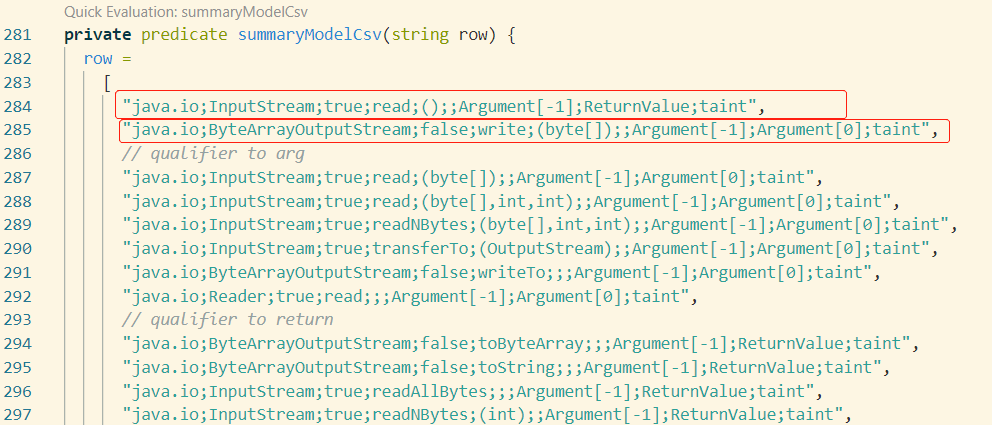 Quick Evaluation: summaryModelCsv
281 private predicate summaryModelCsv(string row) {
282 row =
283 [
284 "java.io;InputStream;true;read;();;Argument[-1];ReturnValue;taint",
285 "java.io;ByteArrayOutputStream;false;write;(byte[]);;Argument[-1];Argument[0];taint",
286 // qualifier to arg
287 "java.io;InputStream;true;read;(byte[]);;Argument[-1];Argument[0];taint",
288 "java.io;InputStream;true;read;(byte[],int,int);;Argument[-1];Argument[0];taint",
289 "java.io;InputStream;true;readNBytes;(byte[],int,int);;Argument[-1];Argument[0];taint",
290 "java.io;InputStream;true;transferTo;(OutputStream);;Argument[-1];Argument[0];taint",
291 "java.io;ByteArrayOutputStream;false;writeTo;;;Argument[-1];Argument[0];taint",
292 "java.io;Reader;true;read;;;Argument[-1];Argument[0];taint",
293 // qualifier to return
294 "java.io;ByteArrayOutputStream;false;toByteArray;;;Argument[-1];ReturnValue;taint",
295 "java.io;ByteArrayOutputStream;false;toString;;;Argument[-1];ReturnValue;taint",
296 "java.io;InputStream;true;readAllBytes;;;Argument[-1];ReturnValue;taint",
297 "java.io;InputStream;true;readNBytes;(int);;Argument[-1];ReturnValue;taint",